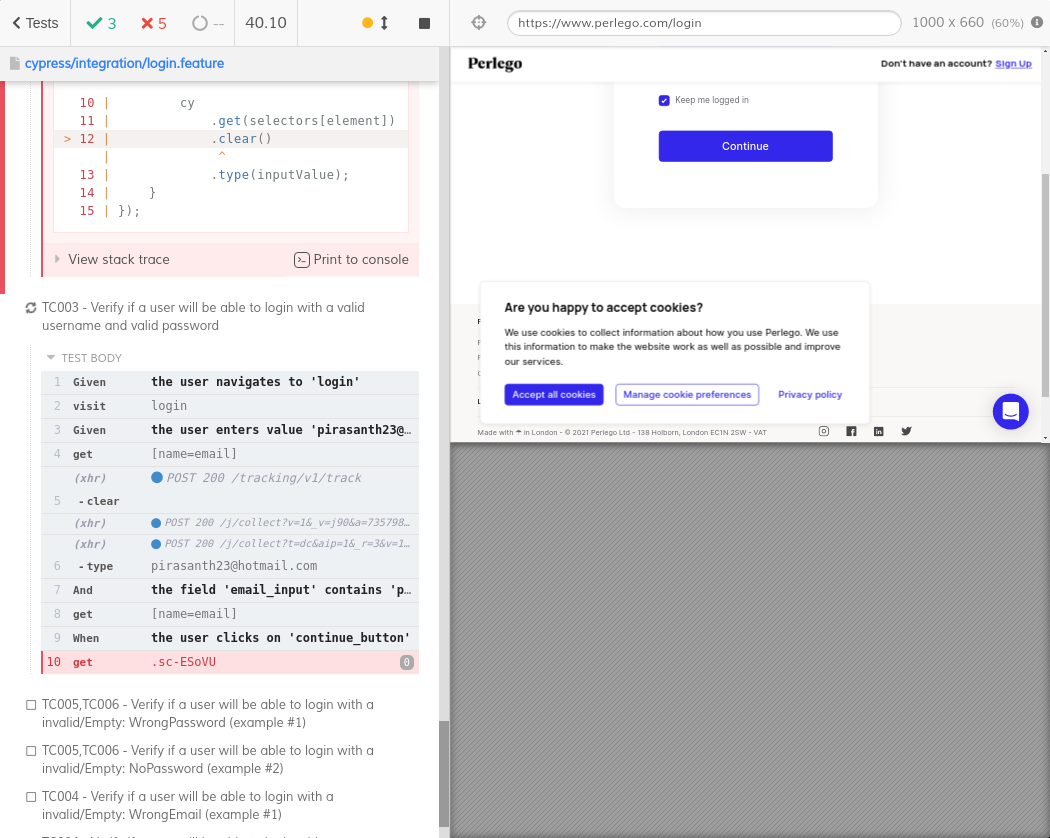 Tests
3
5
--
40.10
https://www.perlego.com/login
1000 x 660 (60%)
cypress/integration/login.feature
10 | cy
11 | .get(selectors[element])
> 12 | .clear()
| ^
13 | .type(inputValue);
14 | }
15 | });
View stack trace
Print to console
TC003 - Verify if a user will be able to login with a valid
username and valid password
TEST BODY
1 Given the user navigates to 'login'
2 visit login
3 Given the user enters value 'pirasanth23@…
4 get [name=email]
(xhr) POST 200 /tracking/v1/track
5 -clear
(xhr) POST 200 /j/collect?v=1&_v=j90&a=735798…
(xhr) POST 200 /j/collect?t=dc&aip=1&_r=3&v=1…
6 -type pirasanth23@hotmail.com
7 And the field 'email_input' contains 'p…
8 get [name=email]
9 When the user clicks on 'continue_button'
10 get .sc-ESoVU 0
TC005,TC006 - Verify if a user will be able to login with a
invalid/Empty: WrongPassword (example #1)
TC005,TC006 - Verify if a user will be able to login with a
invalid/Empty: NoPassword (example #2)
TC004 - Verify if a user will be able to login with a
invalid/Empty: WrongEmail (example #1)
Perlego
Don't have an account? Sign Up
Keep me logged in
Continue
Are you happy to accept cookies?
We use cookies to collect information about how you use Perlego. We use
this information to make the website work as well as possible and improve
our services.
Accept all cookies
Manage cookie preferences
Privacy policy
Made with ☂ in London - © 2021 Perlego Ltd - 138 Holborn, London EC1N 2SW - VAT